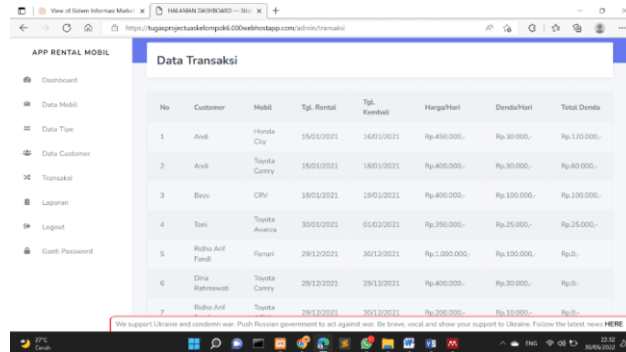 View of Sistem Informasi Market
HALAMAN DASHBOARD
https://tugasprojectuaskelompok6.000webhostapp.com/admin/transaksi
APP RENTAL MOBIL
Dashboard
Data Mobil
Data Tipe
Data Customer
Transaksi
Laporan
Logout
Ganti Password
Data Transaksi
No Customer Mobil Tgl. Rental Tgl. Kembali Harga/Hari Denda/Hari Total Denda
1 Andi Honda City 15/01/2021 16/01/2021 Rp.450.000,- Rp.30.000,- Rp.120.000,-
2 Andi Toyota Camry 15/01/2021 18/01/2021 Rp.400.000,- Rp.30.000,- Rp.60.000,-
3 Bayu CRV 18/01/2021 19/01/2021 Rp.400.000,- Rp.100.000,- Rp.100.000,-
4 Toni Toyota Avanza 30/01/2021 01/02/2021 Rp.350.000,- Rp.25.000,- Rp.25.000,-
5 Ridho Arif Fandi Ferrari 29/12/2021 30/12/2021 Rp.1.000.000,- Rp.100.000,- Rp.0,-
6 Dina Rahmawati Toyota Camry 28/12/2021 29/12/2021 Rp.400.000,- Rp.30.000,- Rp.0,-
7 Ridho Arif Toyota 29/12/2021 30/12/2021 Rp.200.000,- Rp.10.000,- Rp.0,-
We support Ukraine and condemn war. Push Russian government to act against war. Be brave, vocal and show your support to Ukraine. Follow the latest news HERE
27°C
Cerah
ING
22:32
30/05/2022